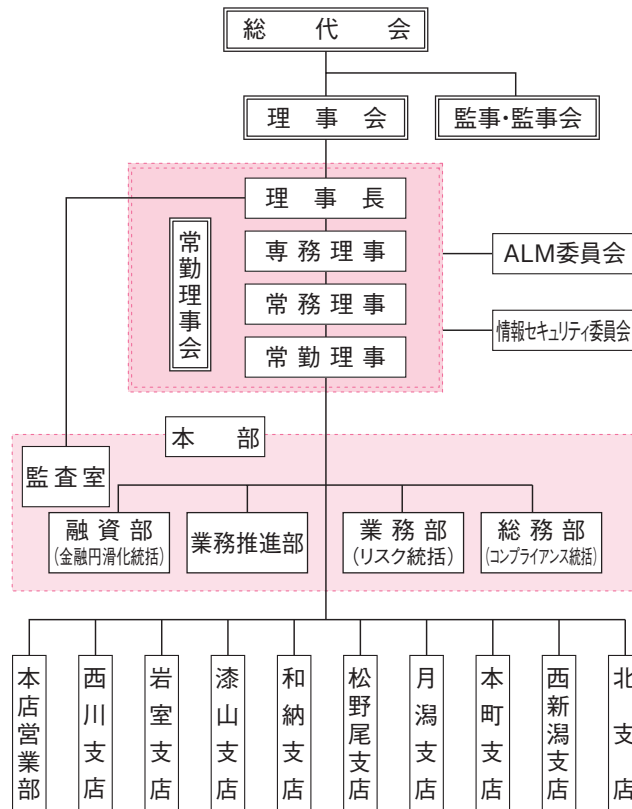 総代会
理事会
監事・監事会
理事長
常勤理事会
専務理事
ALM委員会
常務理事
情報セキュリティ委員会
常勤理事
本部
監査室
融資部
(金融円滑化統括)
業務推進部
業務部
(リスク統括)
総務部
(コンプライアンス統括)
本店営業部
西川支店
岩室支店
漆山支店
和納支店
松野尾支店
月潟支店
本町支店
西新潟支店
北支店